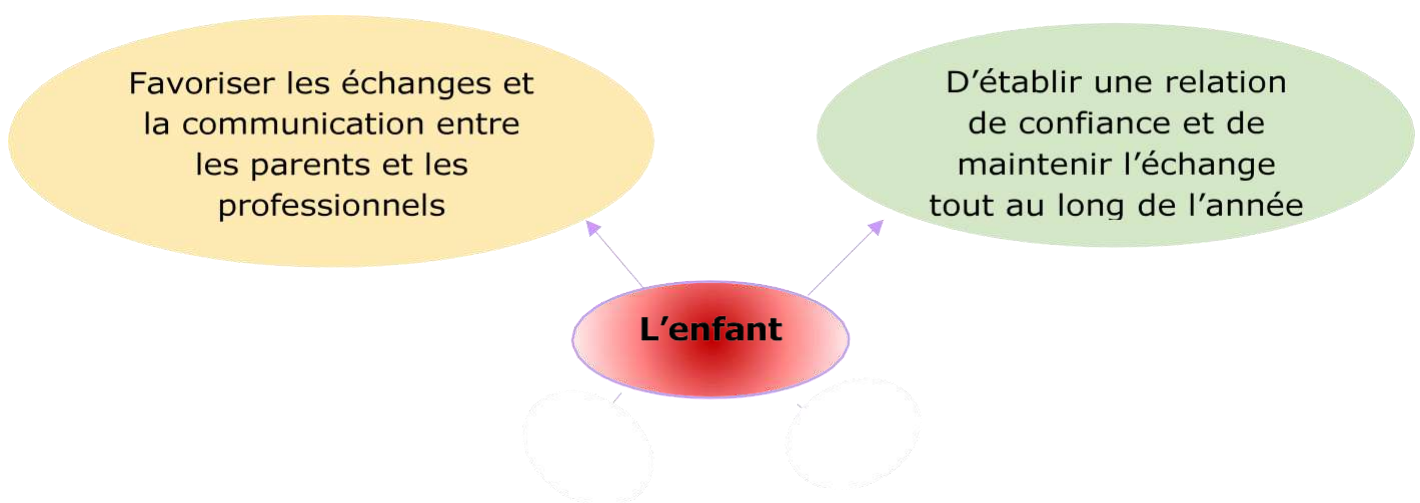 Favoriser les échanges et
la communication entre
les parents et les
professionnels
D’établir une relation
de confiance et de
maintenir l’échange
tout au long de l’année
L’enfant